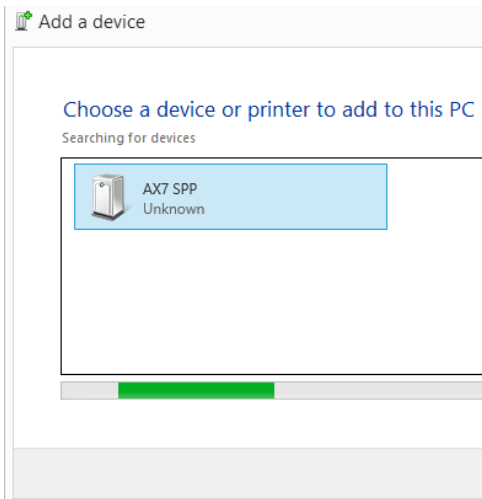 Add a device
Choose a device or printer to add to this PC
Searching for devices
AX7 SPP
Unknown